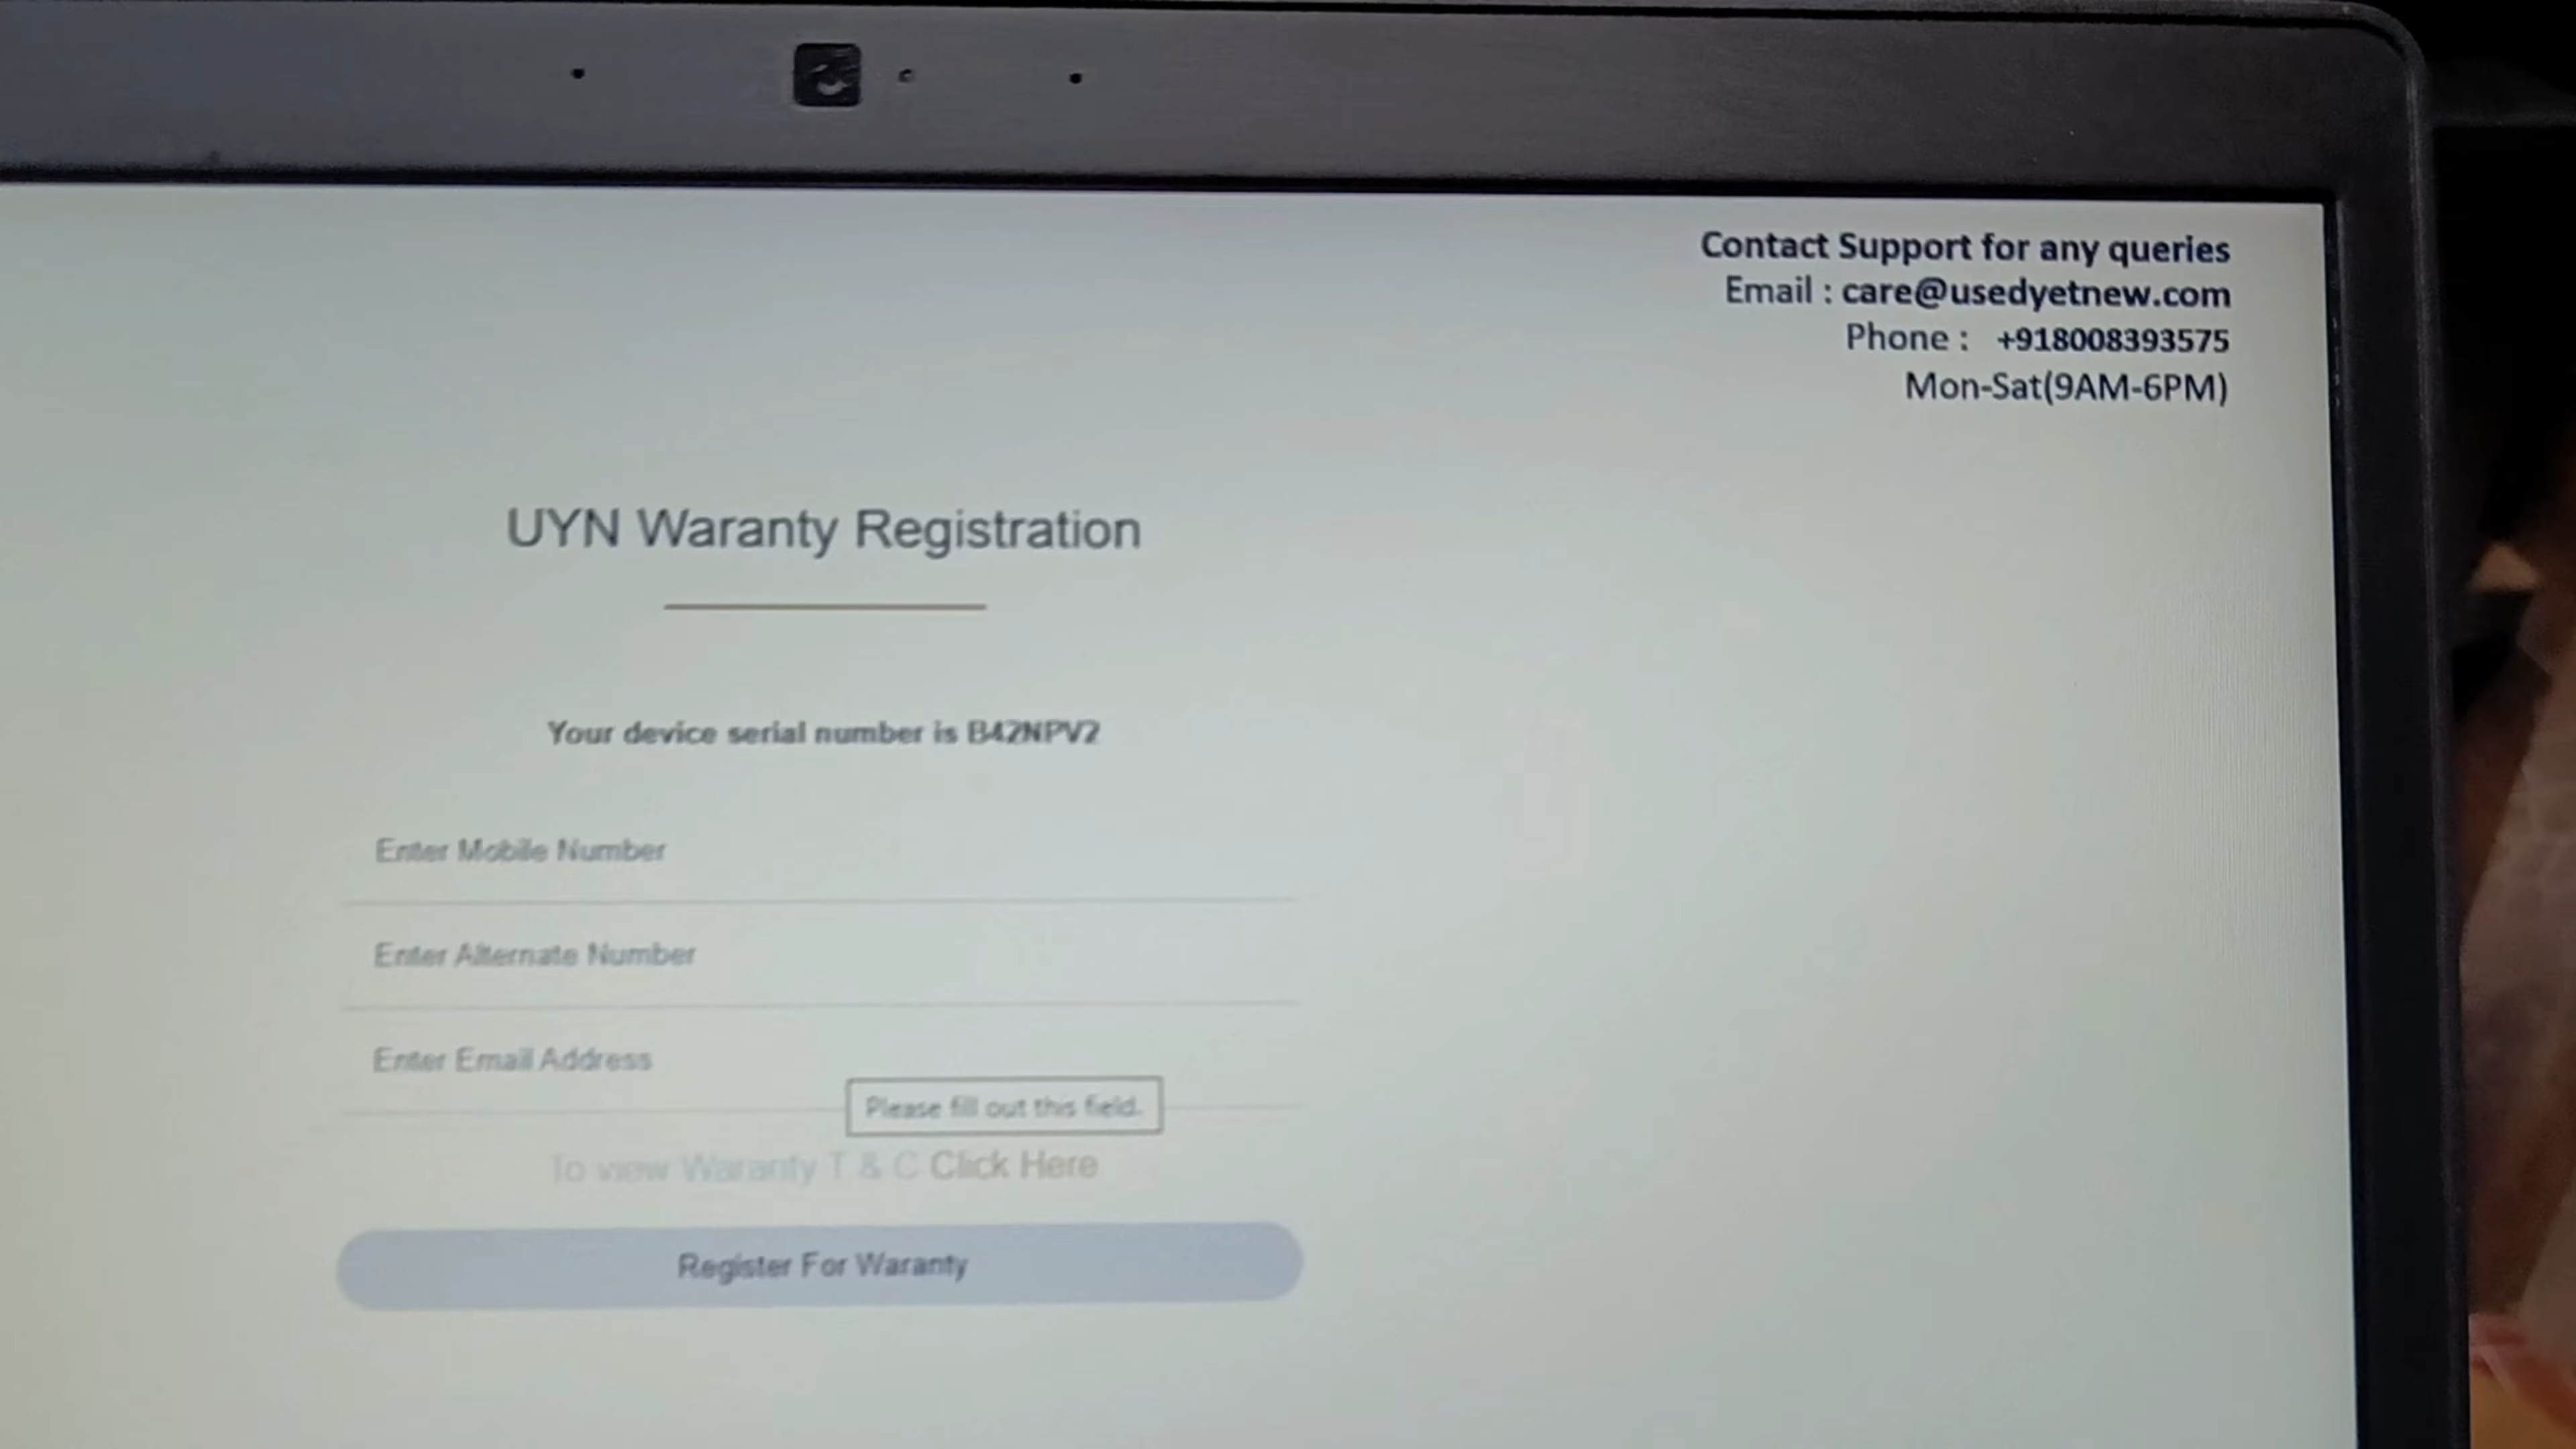 Contact Support for any queries
Email : care@usedyetnew.com
Phone : +918008393575
Mon-Sat(9AM-6PM)
UYN Waranty Registration
Your device serial number is B42NPV2
Enter Mobile Number
Enter Alternate Number
Enter Email Address
Please fill out this field.
To view Waranty T & C Click Here
Register For Waranty